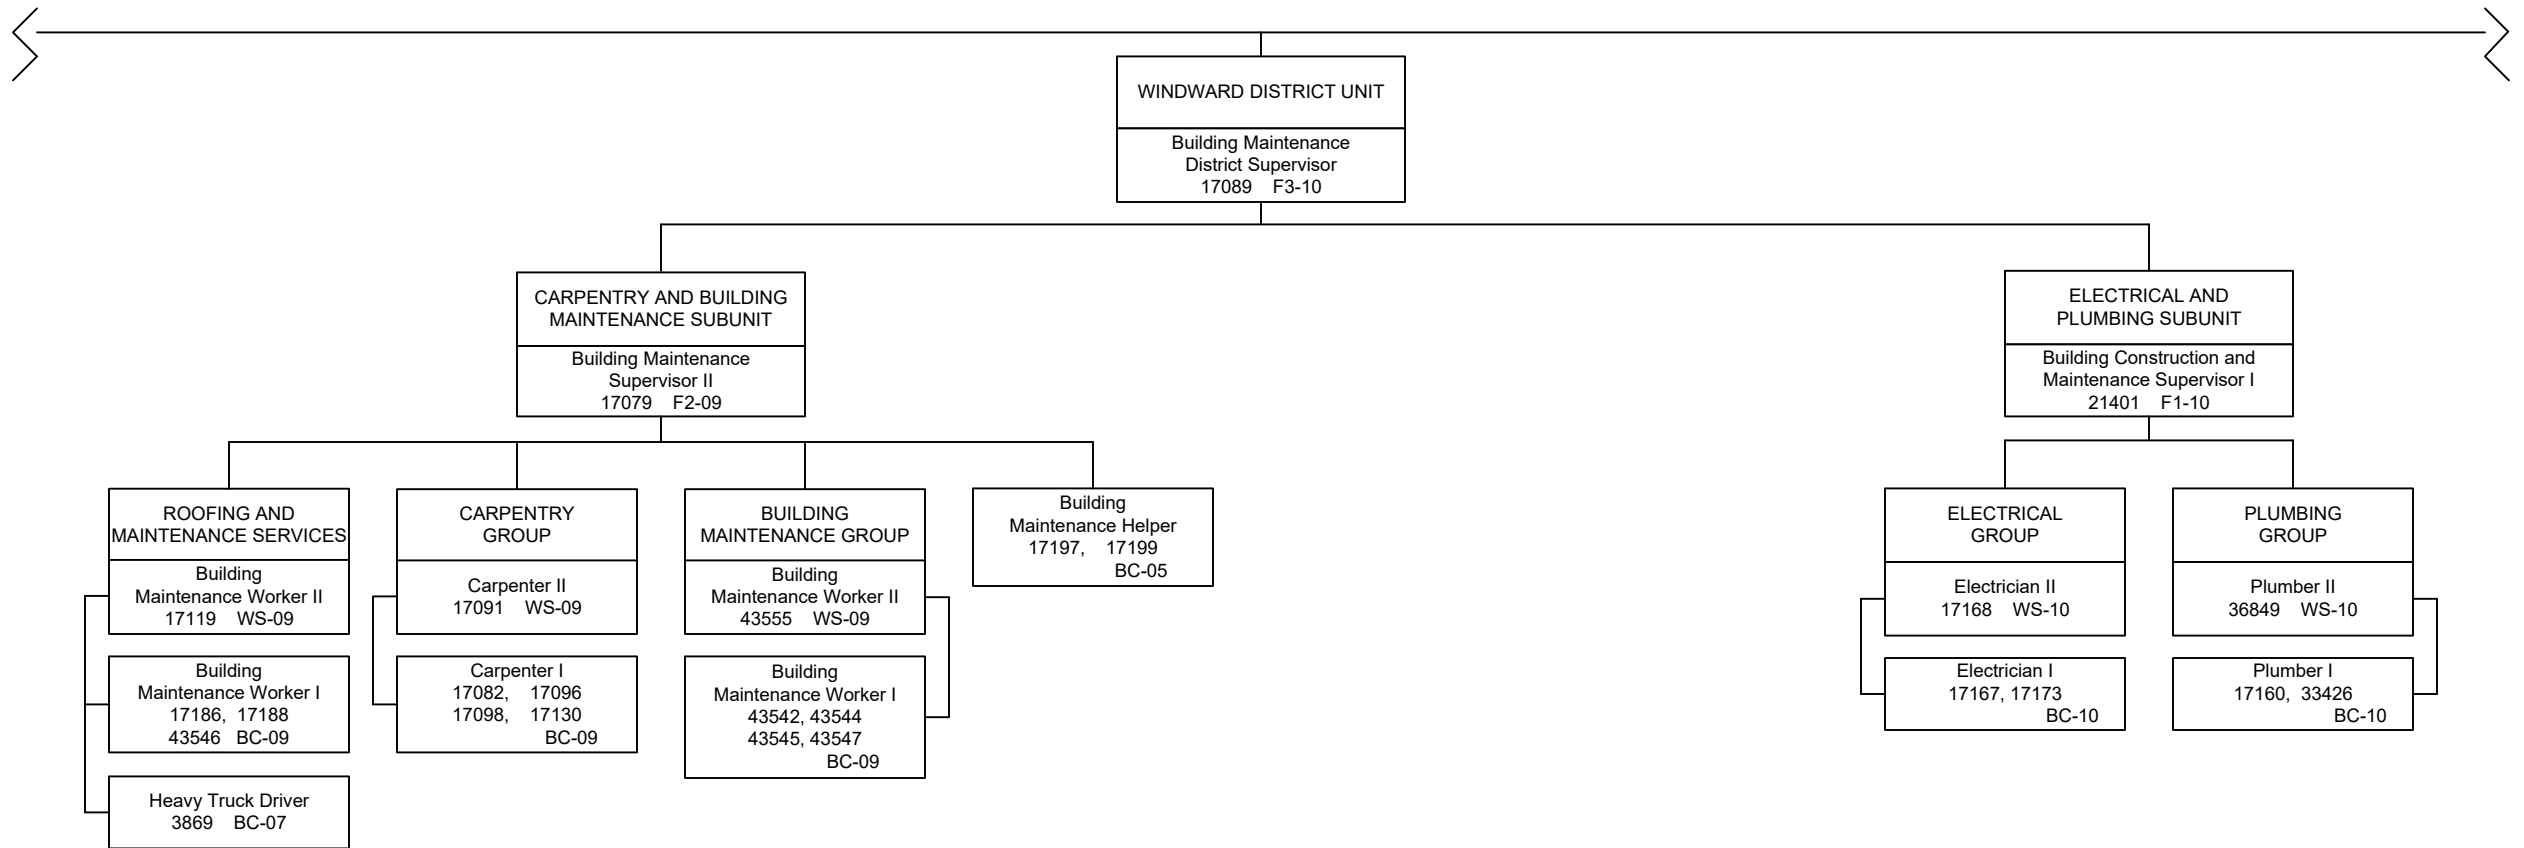 WINDWARD DISTRICT UNIT
Building Maintenance
District Supervisor
17089 F3-10
CARPENTRY AND BUILDING
MAINTENANCE SUBUNIT
Building Maintenance
Supervisor II
17079 F2-09
ELECTRICAL AND
PLUMBING SUBUNIT
Building Construction and
Maintenance Supervisor I
21401 F1-10
ROOFING AND
MAINTENANCE SERVICES
Building
Maintenance Worker II
17119 WS-09
Building
Maintenance Worker I
17186, 17188
43546 BC-09
Heavy Truck Driver
3869 BC-07
CARPENTRY
GROUP
Carpenter II
17091 WS-09
Carpenter I
17082, 17096
17098, 17130
BC-09
BUILDING
MAINTENANCE GROUP
Building
Maintenance Worker II
43555 WS-09
Building
Maintenance Worker I
43542, 43544
43545, 43547
BC-09
Building
Maintenance Helper
17197, 17199
BC-05
ELECTRICAL
GROUP
Electrician II
17168 WS-10
Electrician I
17167, 17173
BC-10
PLUMBING
GROUP
Plumber II
36849 WS-10
Plumber I
17160, 33426
BC-10